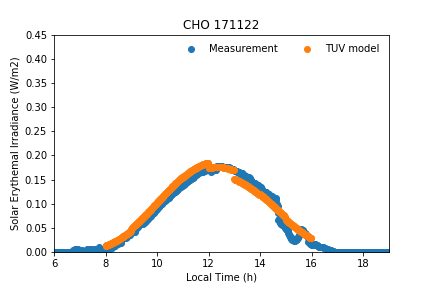 CHO 171122
Measurement
TUV model
0.45
0.40
0.35
0.30
0.25
0.20
0.15
0.10
0.05
0.00
Solar Erythemal Irradiance (W/m2)
6 8 10 12 14 16 18
Local Time (h)